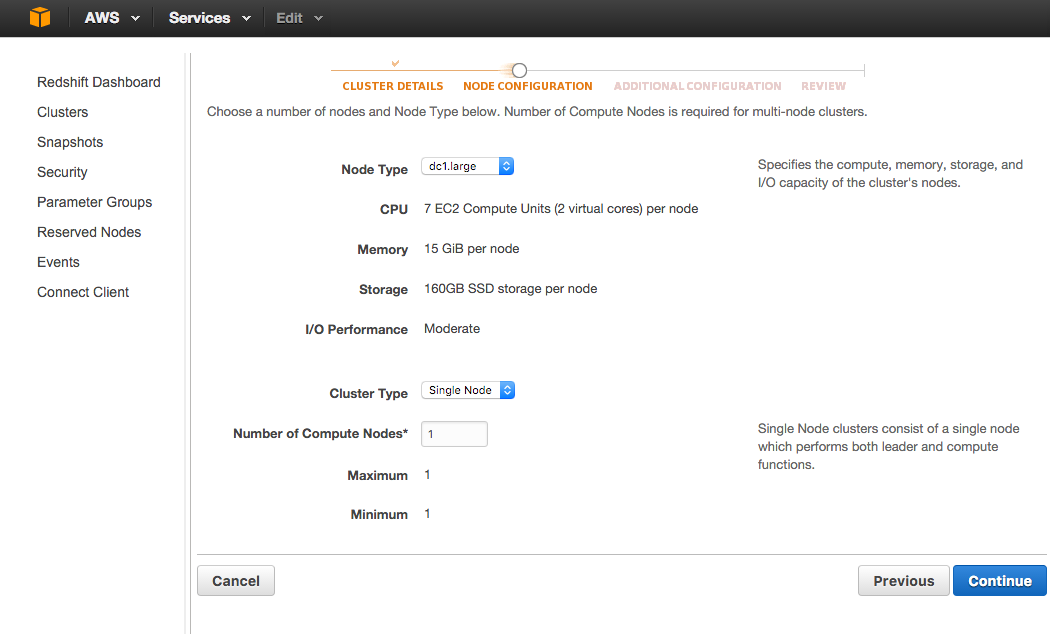 AWS Services Edit
Redshift Dashboard
Clusters
Snapshots
Security
Parameter Groups
Reserved Nodes
Events
Connect Client
CLUSTER DETAILS NODE CONFIGURATION ADDITIONAL CONFIGURATION REVIEW
Choose a number of nodes and Node Type below. Number of Compute Nodes is required for multi-node clusters.
Node Type dc1.large
Specifies the compute, memory, storage, and
I/O capacity of the cluster's nodes.
CPU 7 EC2 Compute Units (2 virtual cores) per node
Memory 15 GiB per node
Storage 160GB SSD storage per node
I/O Performance Moderate
Cluster Type Single Node
Number of Compute Nodes* 1
Single Node clusters consist of a single node
which performs both leader and compute
functions.
Maximum 1
Minimum 1
Cancel Previous Continue